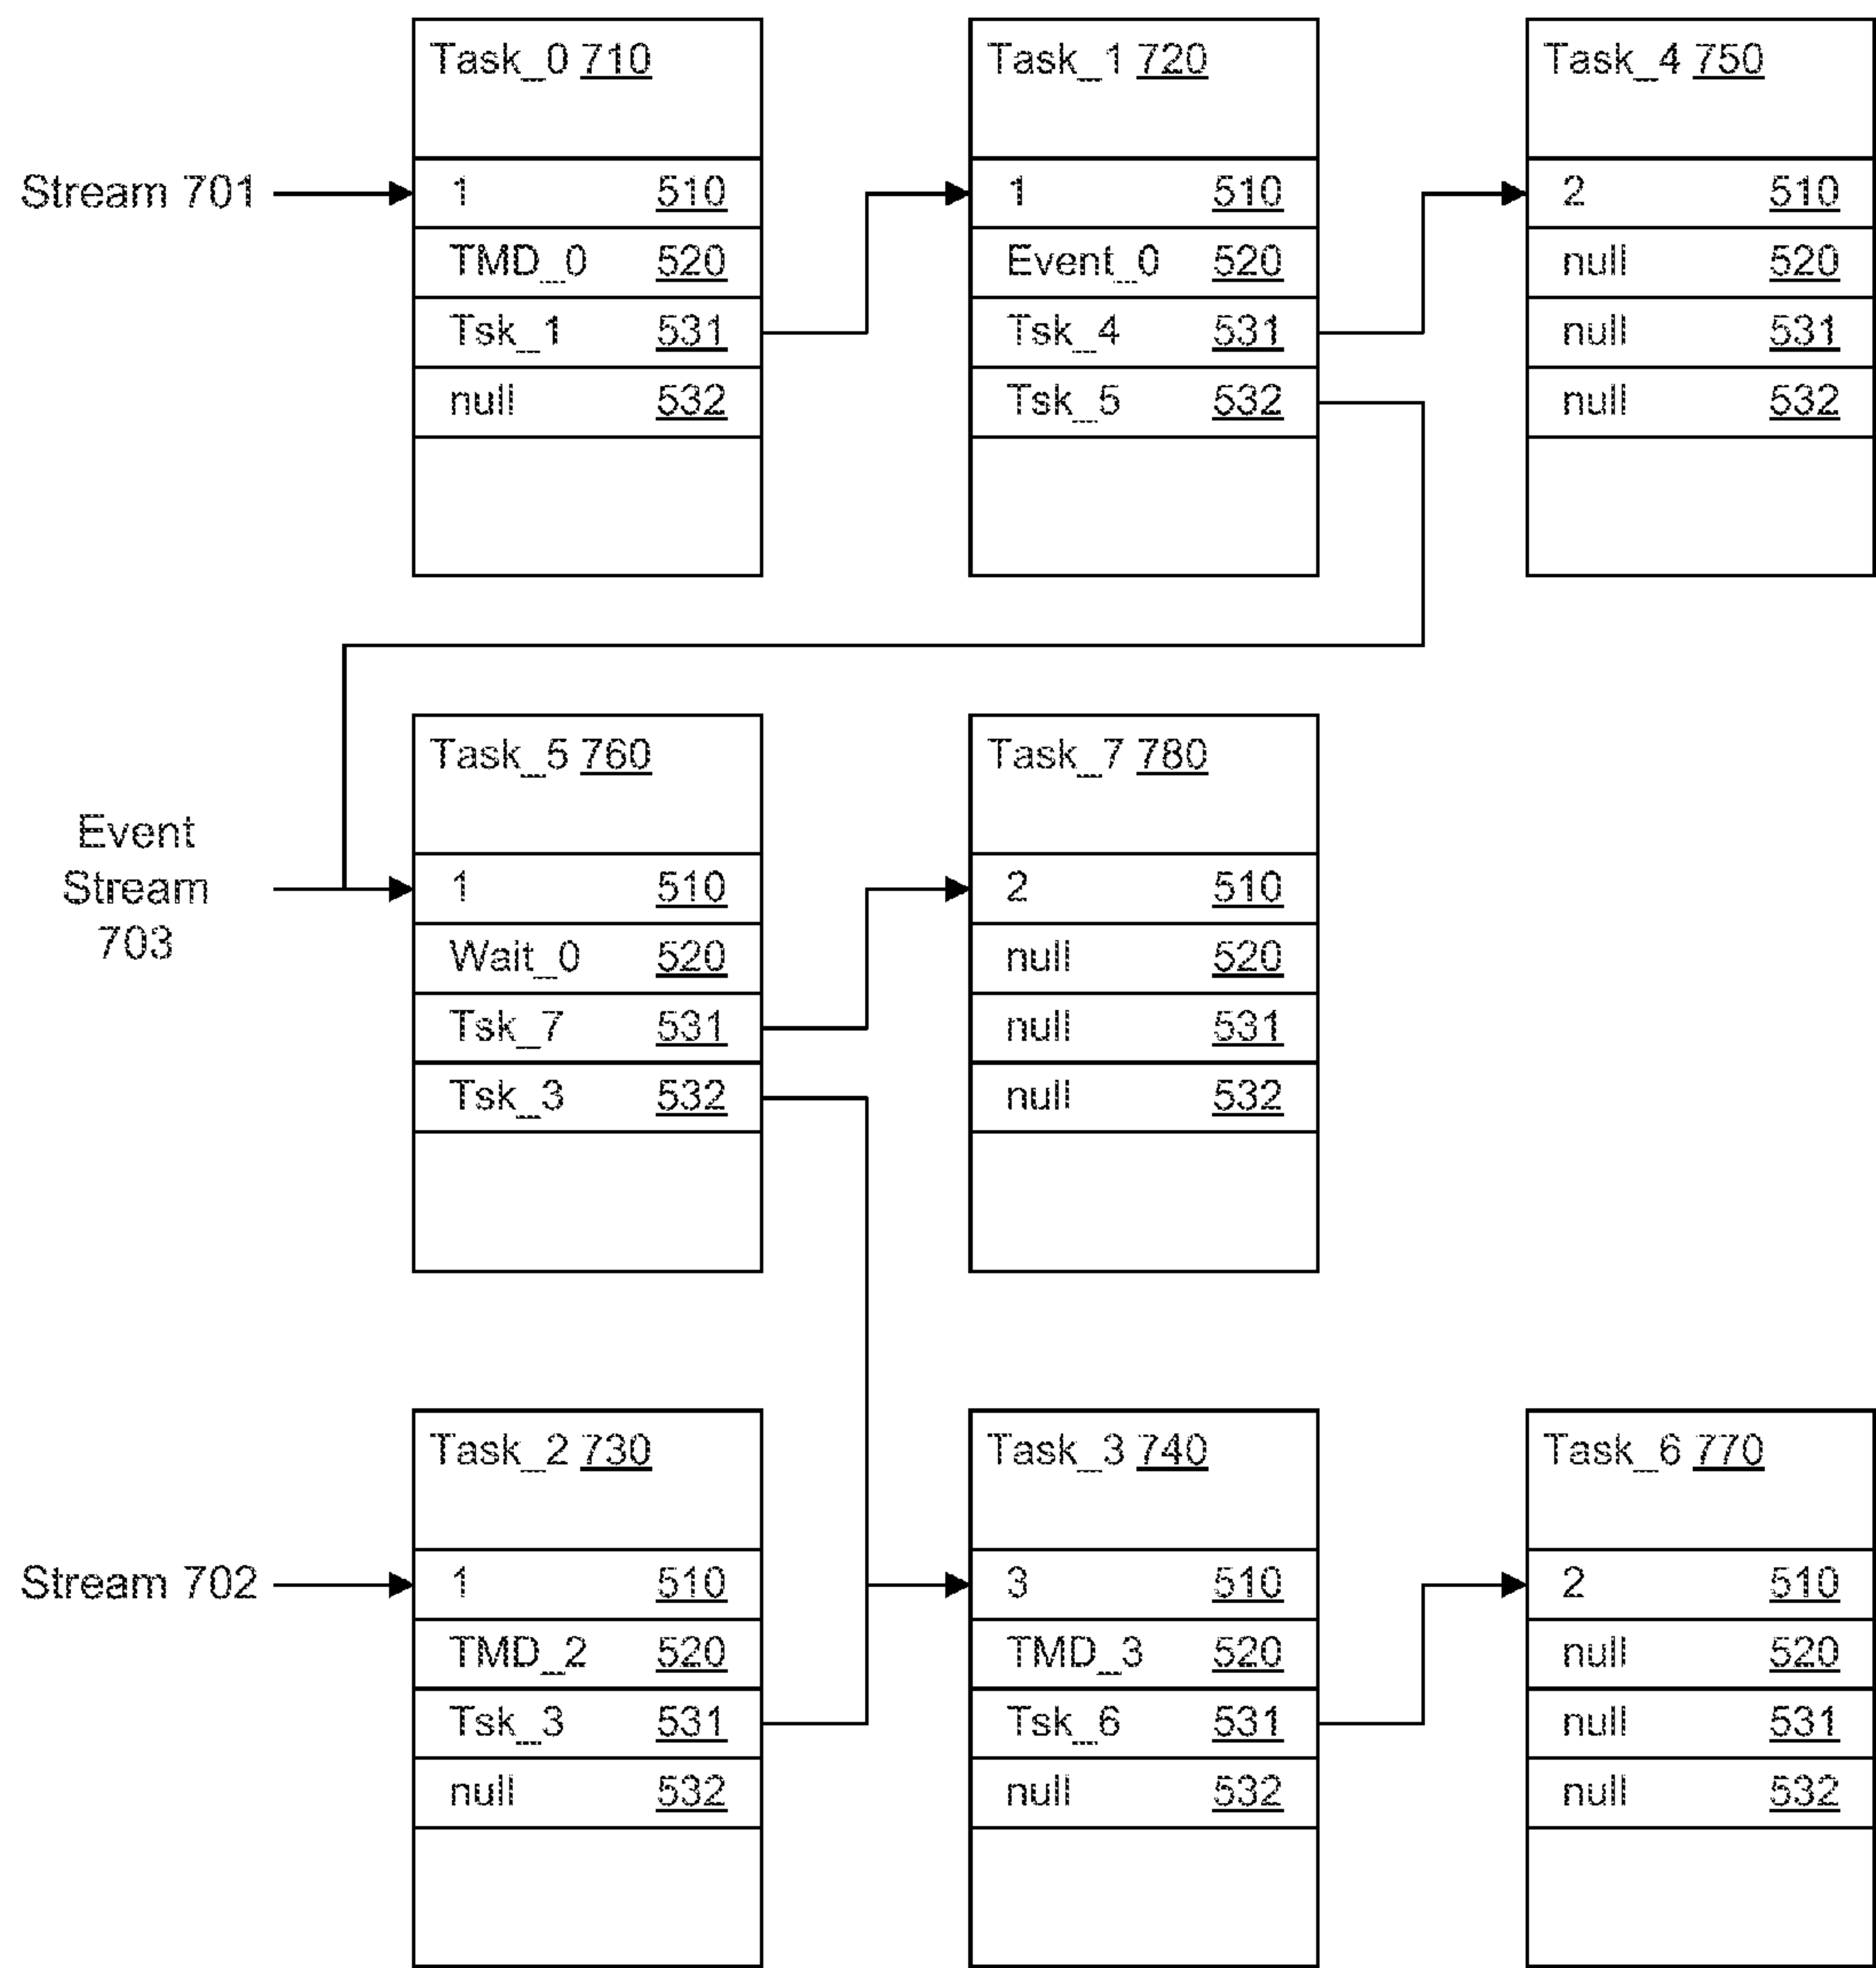 Task_0 710
Stream 701
1 510
TMD_0 520
Tsk_1 531
null 532
Task_1 720
1 510
Event_0 520
Tsk_4 531
Tsk_5 532
Task_4 750
2 510
null 520
null 531
null 532
Event
Stream
703
Task_5 760
1 510
Wait_0 520
Tsk_7 531
Tsk_3 532
Task_7 780
2 510
null 520
null 531
null 532
Stream 702
Task_2 730
1 510
TMD_2 520
Tsk_3 531
null 532
Task_3 740
3 510
TMD_3 520
Tsk_6 531
null 532
Task_6 770
2 510
null 520
null 531
null 532